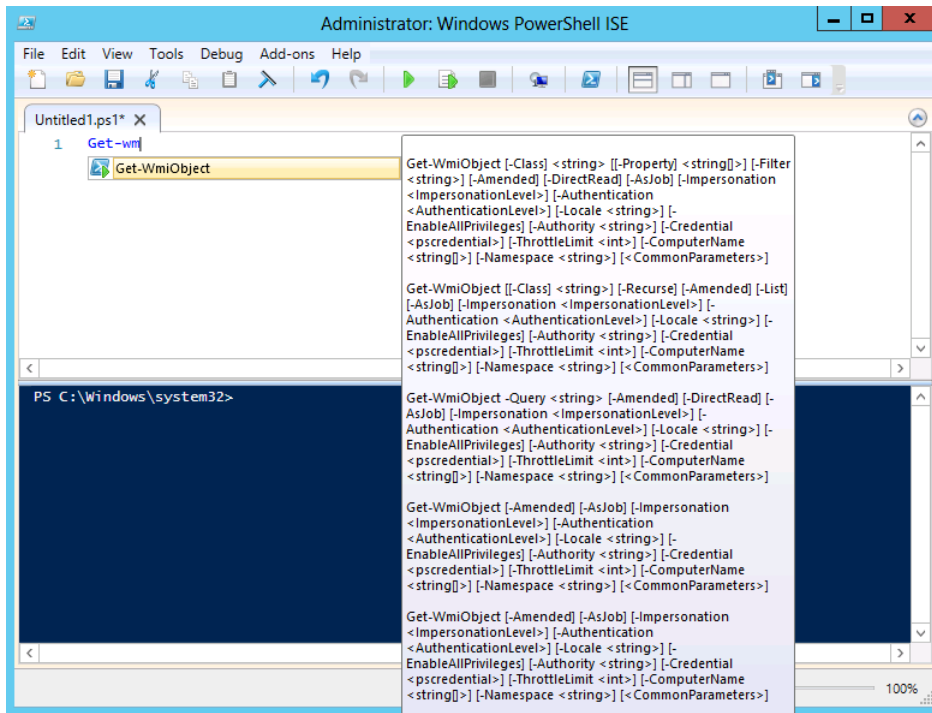 Administrator: Windows PowerShell ISE
File Edit View Tools Debug Add-ons Help
Untitled1.ps1* X
1 Get-wm
Get-WmiObject
Get-WmiObject [-Class] <string> [[-Property] <string[]>] [-Filter
<string>] [-Amended] [-DirectRead] [-AsJob] [-Impersonation
<ImpersonationLevel>] [-Authentication
<AuthenticationLevel>] [-Locale <string>] [-
EnableAllPrivileges] [-Authority <string>] [-Credential
<pscredential>] [-ThrottleLimit <int>] [-ComputerName
<string[]>] [-Namespace <string>] [<CommonParameters>]
Get-WmiObject [[-Class] <string>] [-Recurse] [-Amended] [-List]
[-AsJob] [-Impersonation <ImpersonationLevel>] [-
Authentication <AuthenticationLevel>] [-Locale <string>] [-
EnableAllPrivileges] [-Authority <string>] [-Credential
<pscredential>] [-ThrottleLimit <int>] [-ComputerName
<string[]>] [-Namespace <string>] [<CommonParameters>]
Get-WmiObject -Query <string> [-Amended] [-DirectRead] [-
AsJob] [-Impersonation <ImpersonationLevel>] [-
Authentication <AuthenticationLevel>] [-Locale <string>] [-
EnableAllPrivileges] [-Authority <string>] [-Credential
<pscredential>] [-ThrottleLimit <int>] [-ComputerName
<string[]>] [-Namespace <string>] [<CommonParameters>]
Get-WmiObject [-Amended] [-AsJob] [-Impersonation
<ImpersonationLevel>] [-Authentication
<AuthenticationLevel>] [-Locale <string>] [-
EnableAllPrivileges] [-Authority <string>] [-Credential
<pscredential>] [-ThrottleLimit <int>] [-ComputerName
<string[]>] [-Namespace <string>] [<CommonParameters>]
Get-WmiObject [-Amended] [-AsJob] [-Impersonation
<ImpersonationLevel>] [-Authentication
<AuthenticationLevel>] [-Locale <string>] [-
EnableAllPrivileges] [-Authority <string>] [-Credential
<pscredential>] [-ThrottleLimit <int>] [-ComputerName
<string[]>] [-Namespace <string>] [<CommonParameters>]
PS C:\Windows\system32>
100%